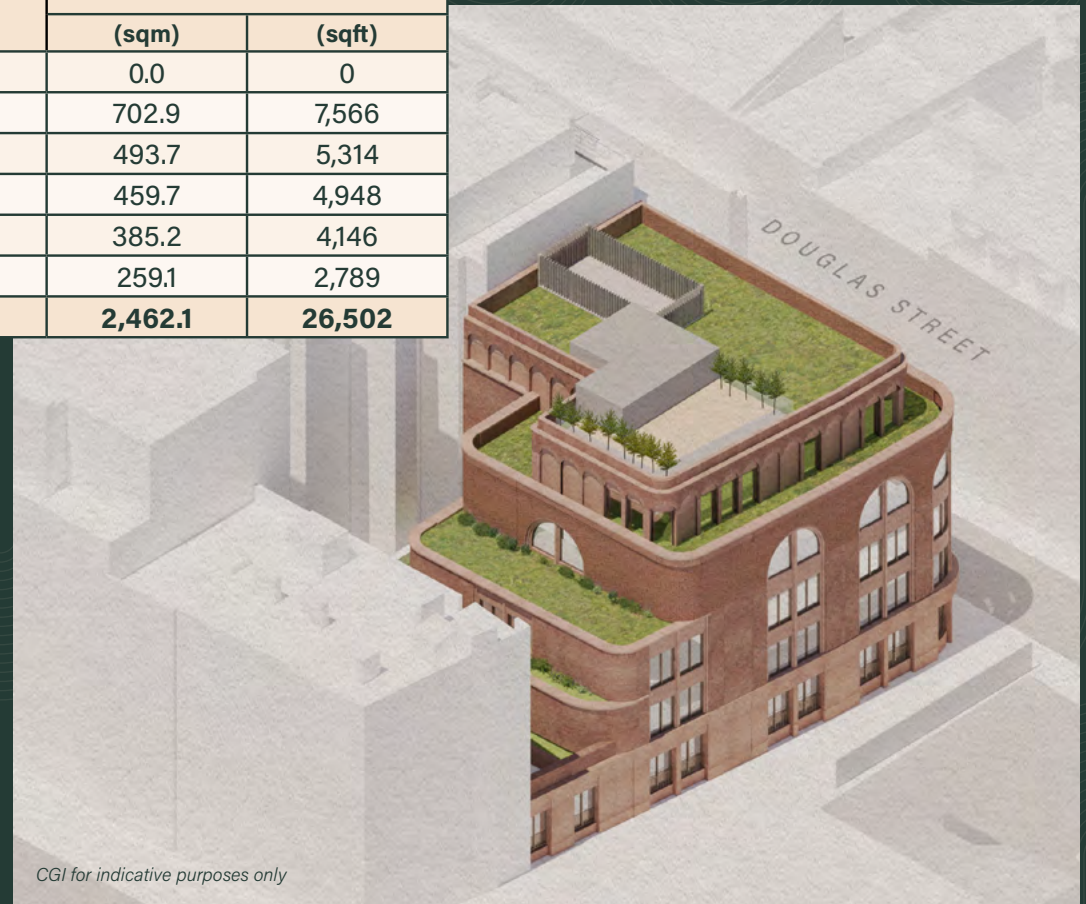 (sqm) (sqft)
0.0 0
702.9 7,566
493.7 5,314
459.7 4,948
385.2 4,146
259.1 2,789
2,462.1 26,502
DOUGLAS STREET
CGI for indicative purposes only